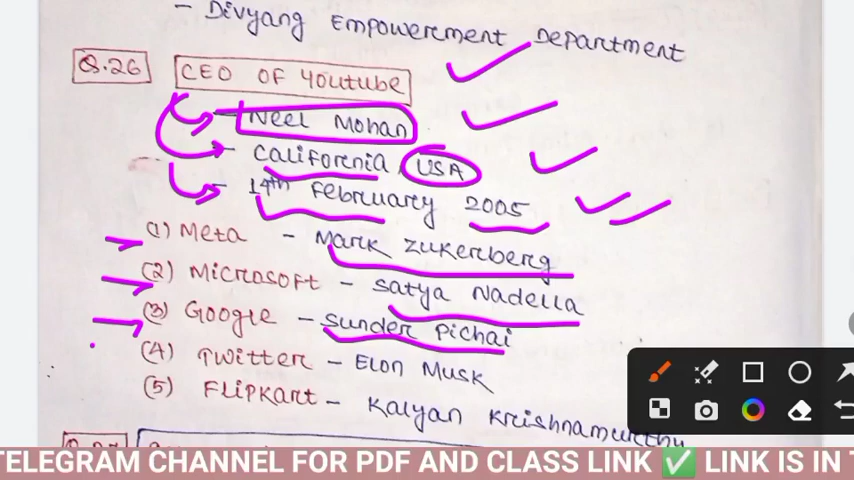 - Divyang Empowerment Department
Q.26 CEO OF Youtube
- Neel Mohan
- Califorenia, USA
- 14th February 2005
(1) Meta - Mark Zukerberg
(2) Microsoft - Satya Nadella
(3) Google - Sunder Pichai
(4) Twitter - Elon Musk
(5) Flipkart - Kalyan Krishnamurthy
TELEGRAM CHANNEL FOR PDF AND CLASS LINK ✅ LINK IS IN